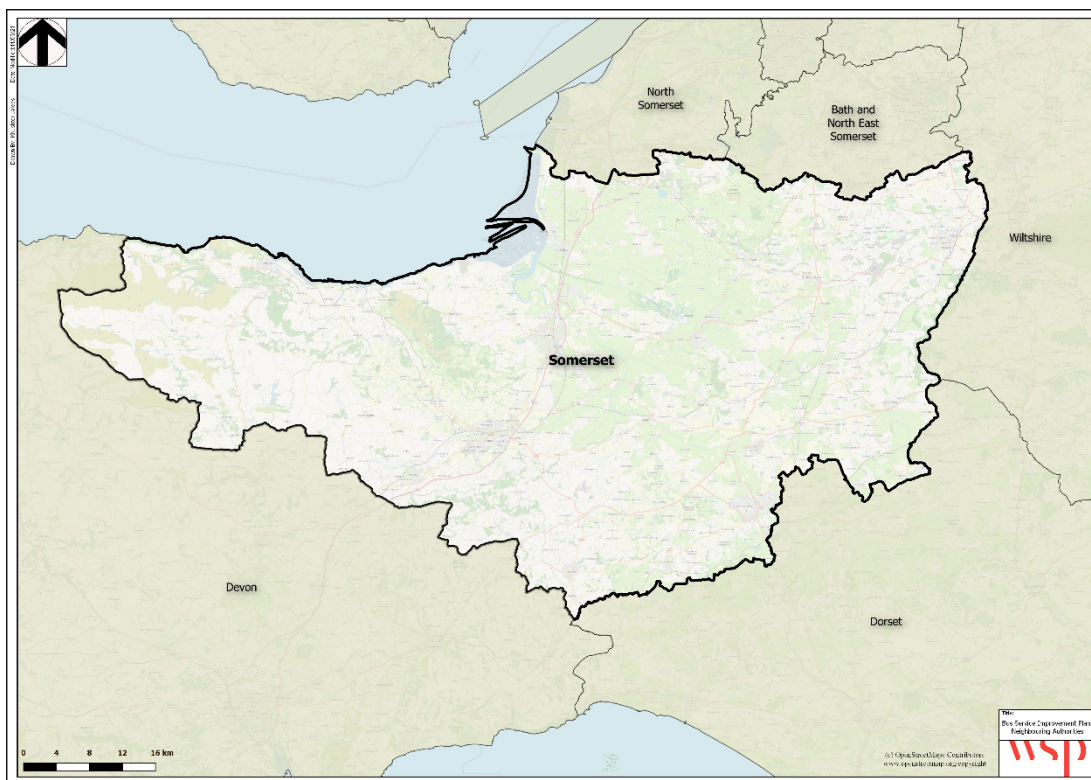 North
Somerset
Bath and
North East
Somerset
Wiltshire
Somerset
Devon
Dorset
0 4 8 12 16 km
(c) OpenStreetMaps Contributors
www.openstreetmap.org/copyright
Title:
Bus Service Improvement Plan
Neighbouring Authorities
wsp